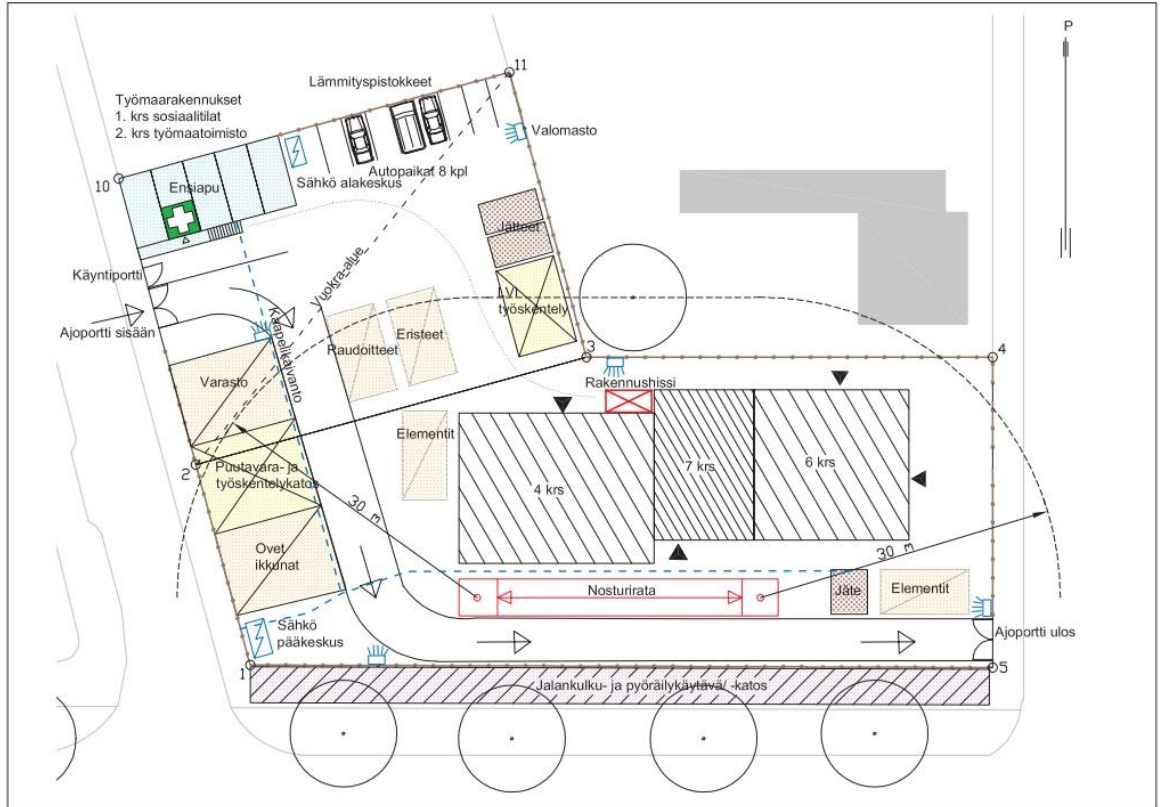 P
11
Lämmityspistokkeet
Työmaarakennukset
1. krs sosiaalitilat
2. krs työmaatoimisto
Valomasto
10
Ensiapu
Sähkö alakeskus
Autopaikat 8 kpl
Jätteet
Käyntiportti
Vuokra-alue
LVI
työskentely
Ajoportti sisään
Kaapelikaivanto
Raudoitteet
Eristeet
3
4
Varasto
Rakennushissi
Elementit
2
Puutavara- ja
työskentelykatos
7 krs
6 krs
4 krs
30 m
30 m
Ovet
ikkunat
Nosturirata
Jäte
Elementit
Sähkö
pääkeskus
Ajoportti ulos
1
5
Jalankulku- ja pyöräilykäytävä/ -katos